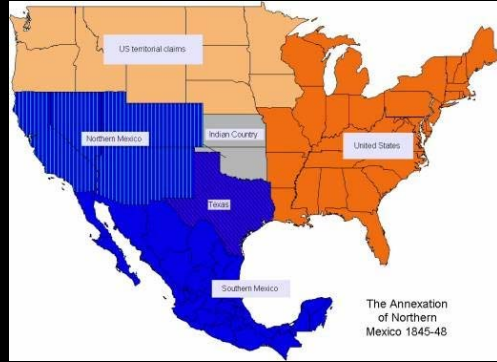 US territorial claims
Northern Mexico
Indian Country
United States
Texas
Southern Mexico
The Annexation
of Northern
Mexico 1845-48